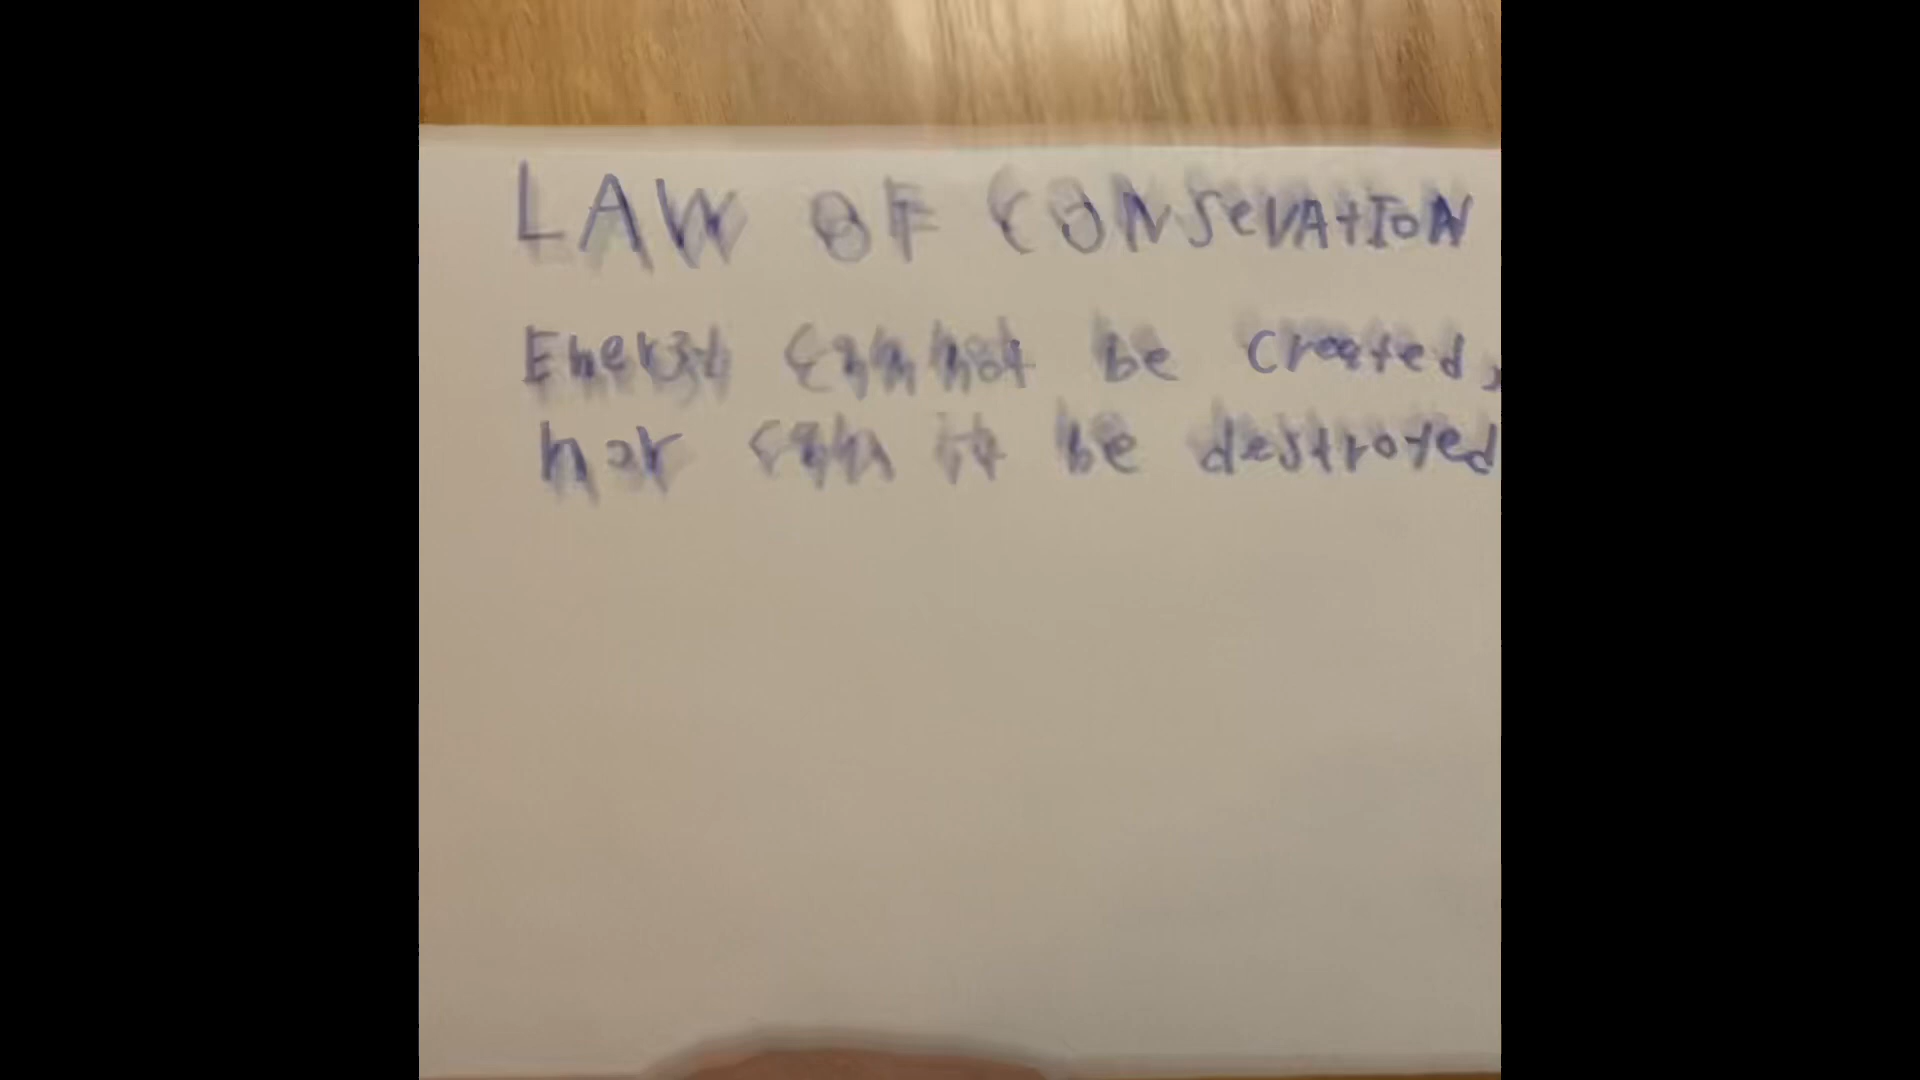 LAW OF CONSEVATION
Energy cannot be created,
nor can it be destroyed